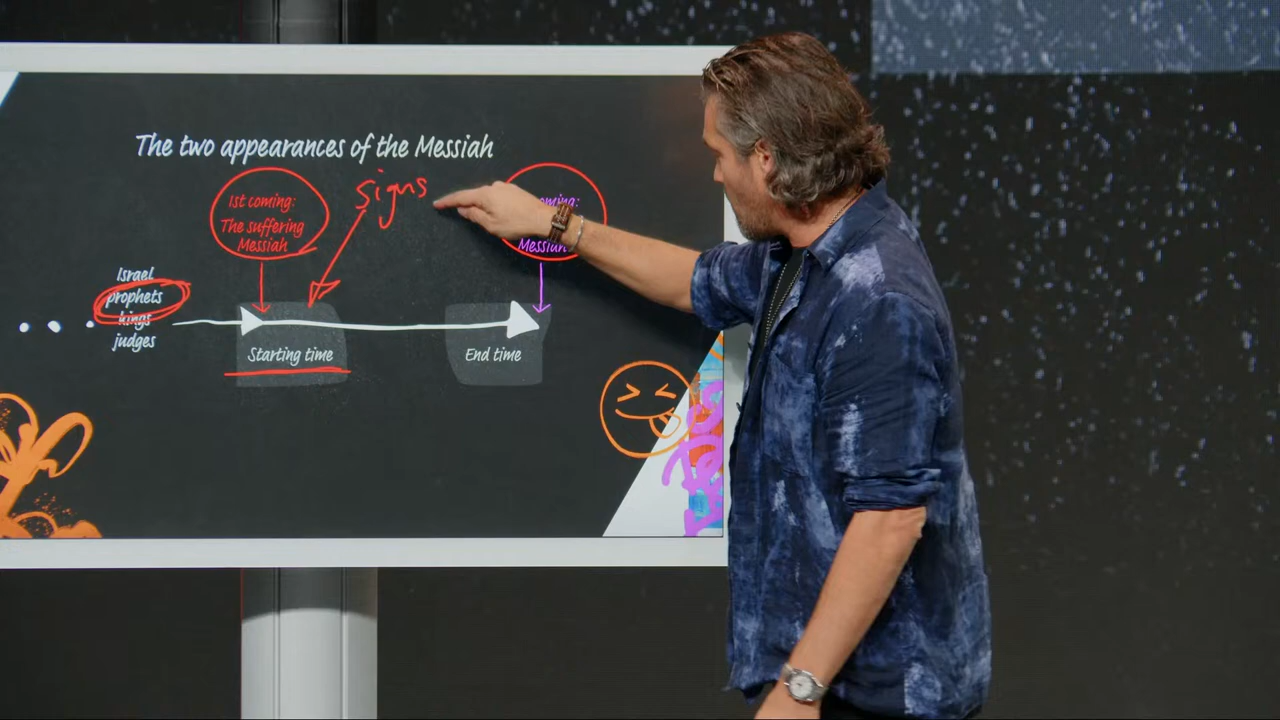 The two appearances of the Messiah
signs
1st coming:
The suffering
Messiah
Messiah
Israel
prophets
kings
judges
Starting time
End time